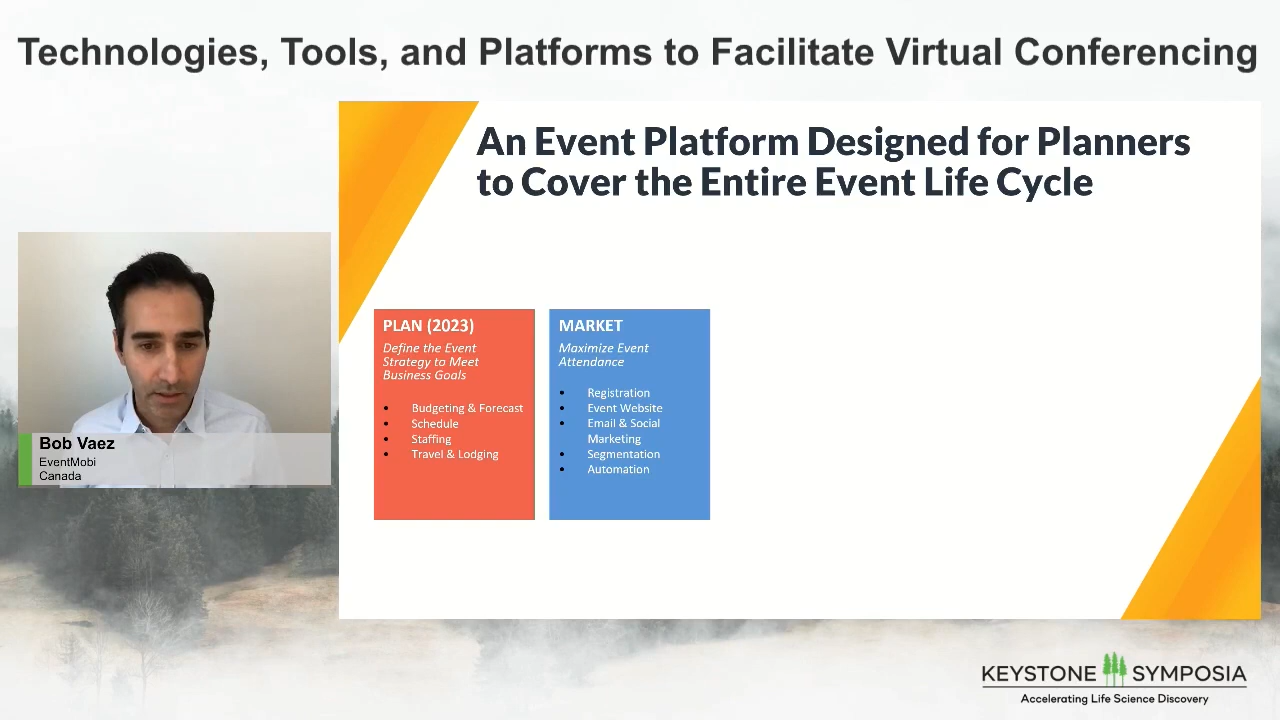 Technologies, Tools, and Platforms to Facilitate Virtual Conferencing
An Event Platform Designed for Planners
to Cover the Entire Event Life Cycle
PLAN (2023)
Define the Event
Strategy to Meet
Business Goals
• Budgeting & Forecast
• Schedule
• Staffing
• Travel & Lodging
MARKET
Maximize Event
Attendance
• Registration
• Event Website
• Email & Social
Marketing
• Segmentation
• Automation
Bob Vaez
EventMobi
Canada
KEYSTONE SYMPOSIA
Accelerating Life Science Discovery